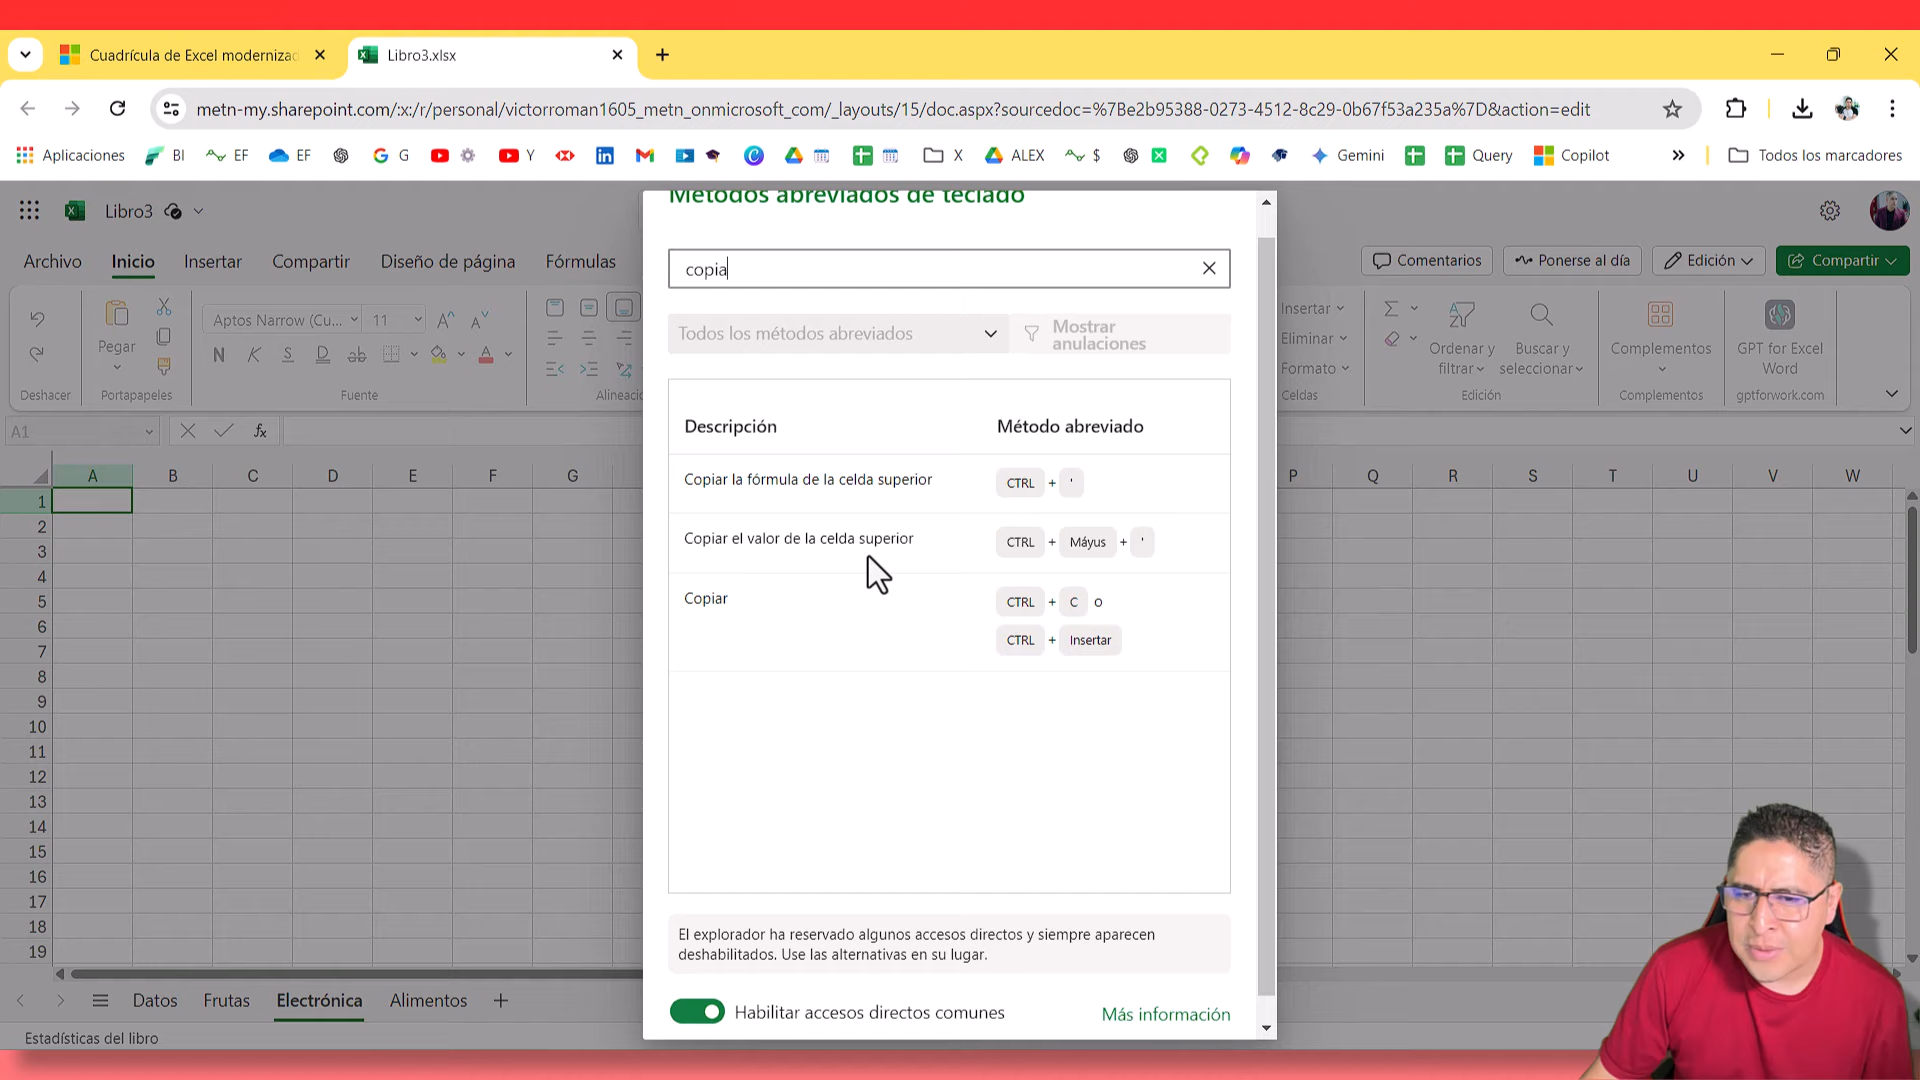 Cuadrícula de Excel modernizac
Libro3.xlsx
metn-my.sharepoint.com/:x:/r/personal/victorroman1605_metn_onmicrosoft_com/_layouts/15/doc.aspx?sourcedoc=%7Be2b95388-0273-4512-8c29-0b67f53a235a%7D&action=edit
Aplicaciones BI EF EF G Y X ALEX $ Gemini Query Copilot Todos los marcadores
Libro3
Archivo Inicio Insertar Compartir Diseño de página Fórmulas
Comentarios Ponerse al día Edición Compartir
Pegar
Aptos Narrow (Cu... 11
N K S D ab
Deshacer Portapapeles Fuente Alineaci
Insertar
Eliminar
Formato
Celdas
Ordenar y filtrar
Buscar y seleccionar
Edición
Complementos
Complementos
GPT for Excel Word
gptforwork.com
A1 fx
A B C D E F G P Q R S T U V W
1
2
3
4
5
6
7
8
9
10
11
12
13
14
15
16
17
18
19
Métodos abreviados de teclado
copia
Todos los métodos abreviados
Mostrar
anulaciones
Descripción Método abreviado
Copiar la fórmula de la celda superior CTRL + '
Copiar el valor de la celda superior CTRL + Máyus + '
Copiar CTRL + C o
CTRL + Insertar
El explorador ha reservado algunos accesos directos y siempre aparecen
deshabilitados. Use las alternativas en su lugar.
Habilitar accesos directos comunes Más información
Datos Frutas Electrónica Alimentos
Estadísticas del libro